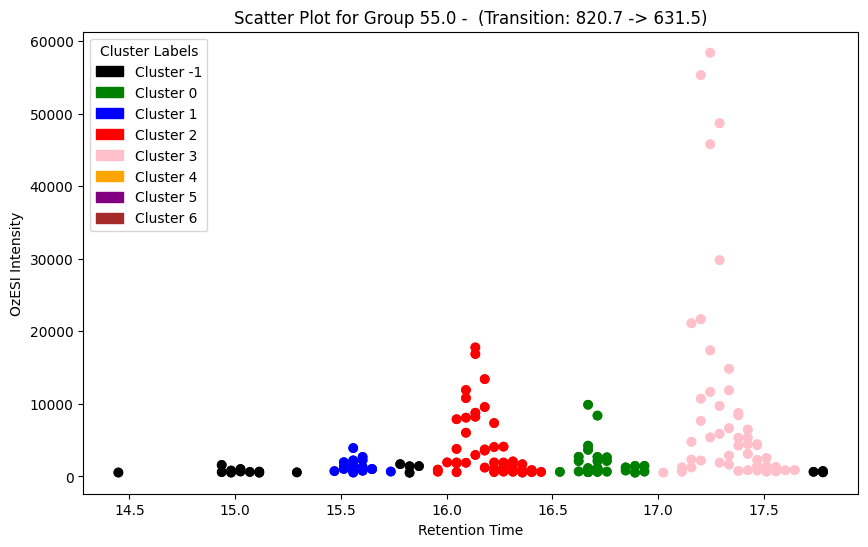 Scatter Plot for Group 55.0 -  (Transition: 820.7 -> 631.5)
60000
50000
40000
30000
20000
10000
0
OzESI Intensity
Cluster Labels
Cluster -1
Cluster 0
Cluster 1
Cluster 2
Cluster 3
Cluster 4
Cluster 5
Cluster 6
14.5 15.0 15.5 16.0 16.5 17.0 17.5
Retention Time